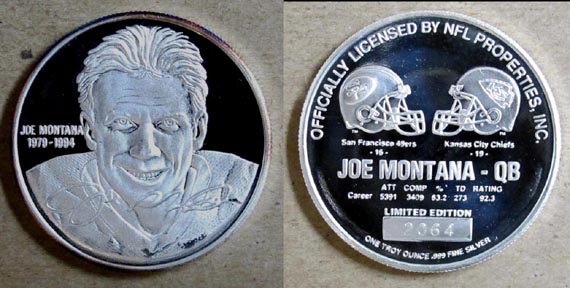 JOE MONTANA
1979-1994
OFFICIALLY LICENSED BY NFL PROPERTIES, INC.
San Francisco 49ers
- 16 -
Kansas City Chiefs
- 19 -
JOE MONTANA - QB
ATT COMP % TD RATING
Career 5391 3409 63.2 273 92.3
LIMITED EDITION
2064
ONE TROY OUNCE .999 FINE SILVER